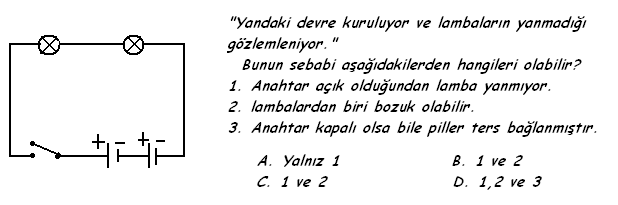 "Yandaki devre kuruluyor ve lambaların yanmadığı
gözlemleniyor."
Bunun sebabi aşağıdakilerden hangileri olabilir?
1. Anahtar açık olduğundan lamba yanmıyor.
2. lambalardan biri bozuk olabilir.
3. Anahtar kapalı olsa bile piller ters bağlanmıştır.
A. Yalnız 1 B. 1 ve 2
C. 1 ve 2 D. 1,2 ve 3
+ - + -